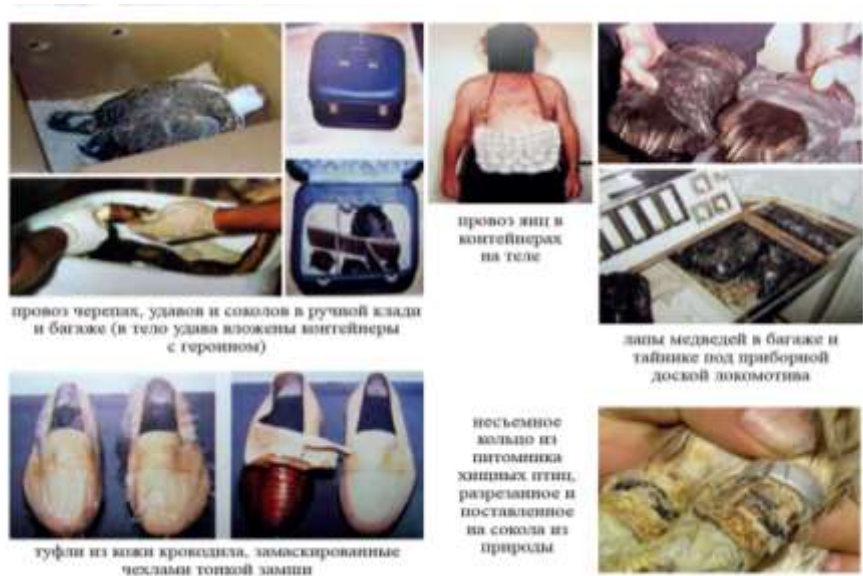 провоз черепах, удавов и соколов в ручной клади
и багаже (в тело удава вложены контейнеры
с героином)
провоз яиц в
контейнерах
на теле
лапы медведей в багаже и
тайнике под приборной
доской локомотива
туфли из кожи крокодила, замаскированные
чехлами тонкой замши
несъемное
кольцо из
питомника
хищных птиц,
разрезанное и
поставленное
на сокола из
природы